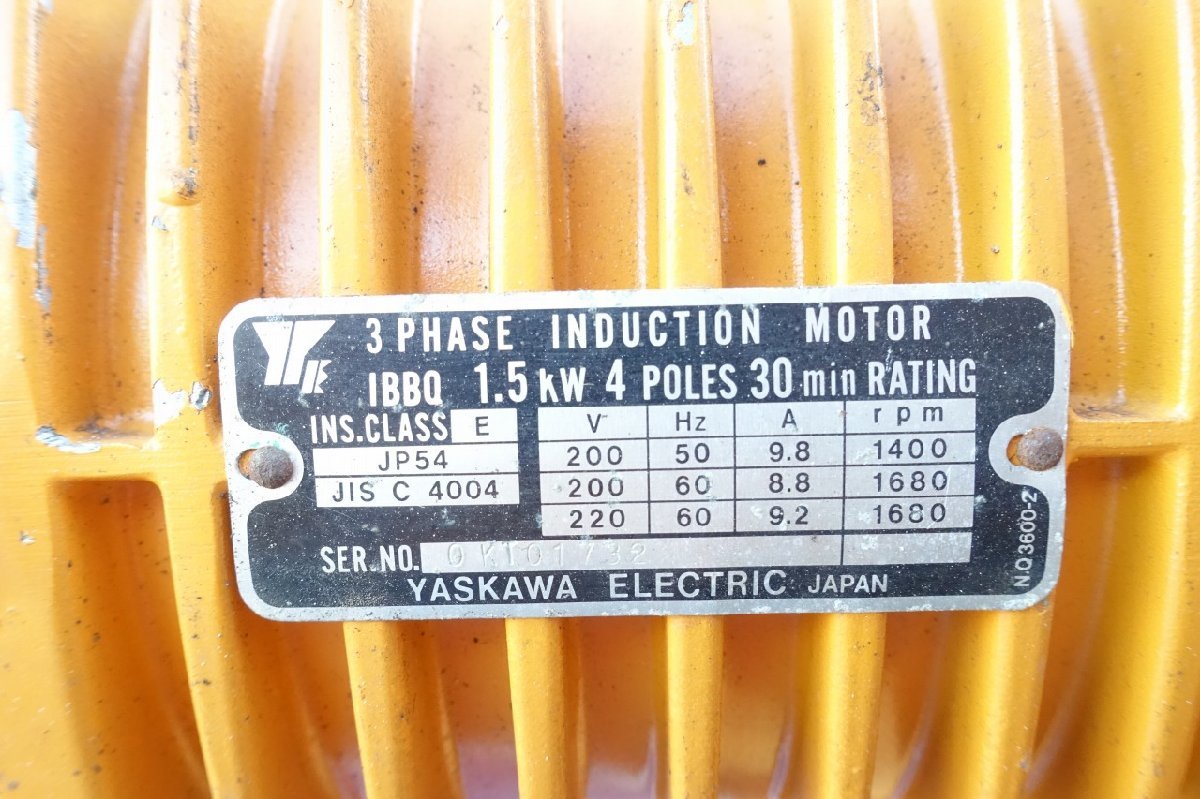 3 PHASE INDUCTION MOTOR
IBBQ 1.5 kW 4 POLES 30 min RATING
INS.CLASS E
JP54
JIS C 4004
V Hz A rpm
200 50 9.8 1400
200 60 8.8 1680
220 60 9.2 1680
SER.NO. 0KT01732
YASKAWA ELECTRIC JAPAN
N.Q3600-2